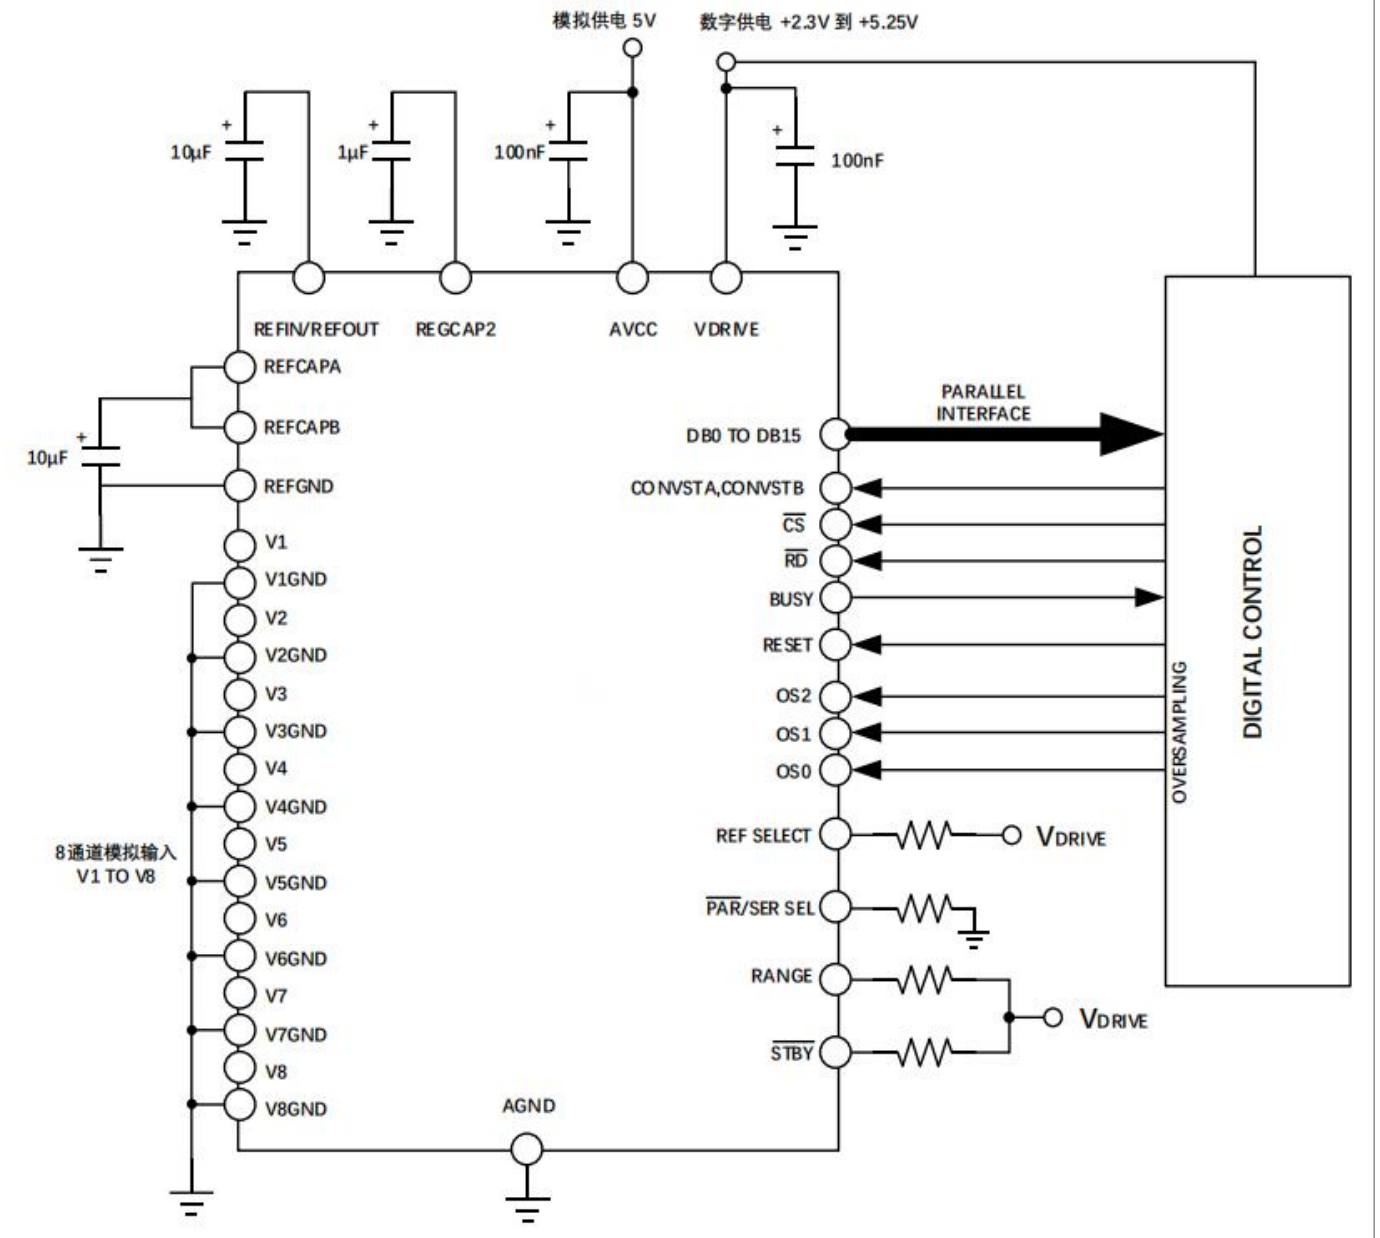 模拟供电 5V
数字供电 +2.3V 到 +5.25V
+
10μF
+
1μF
+
100nF
+
100nF
REFIN/REFOUT
REGCAP2
AVCC
VDRIVE
REFCAPA
REFCAPB
+
10μF
REFGND
V1
V1GND
V2
V2GND
V3
V3GND
V4
V4GND
8通道模拟输入
V1 TO V8
V5
V5GND
V6
V6GND
V7
V7GND
V8
V8GND
AGND
DB0 TO DB15
PARALLEL
INTERFACE
CONVSTA,CONVSTB
CS
RD
BUSY
RESET
OS2
OS1
OS0
OVERSAMPLING
DIGITAL CONTROL
REF SELECT
VDRIVE
PAR/SER SEL
RANGE
STBY
VDRIVE